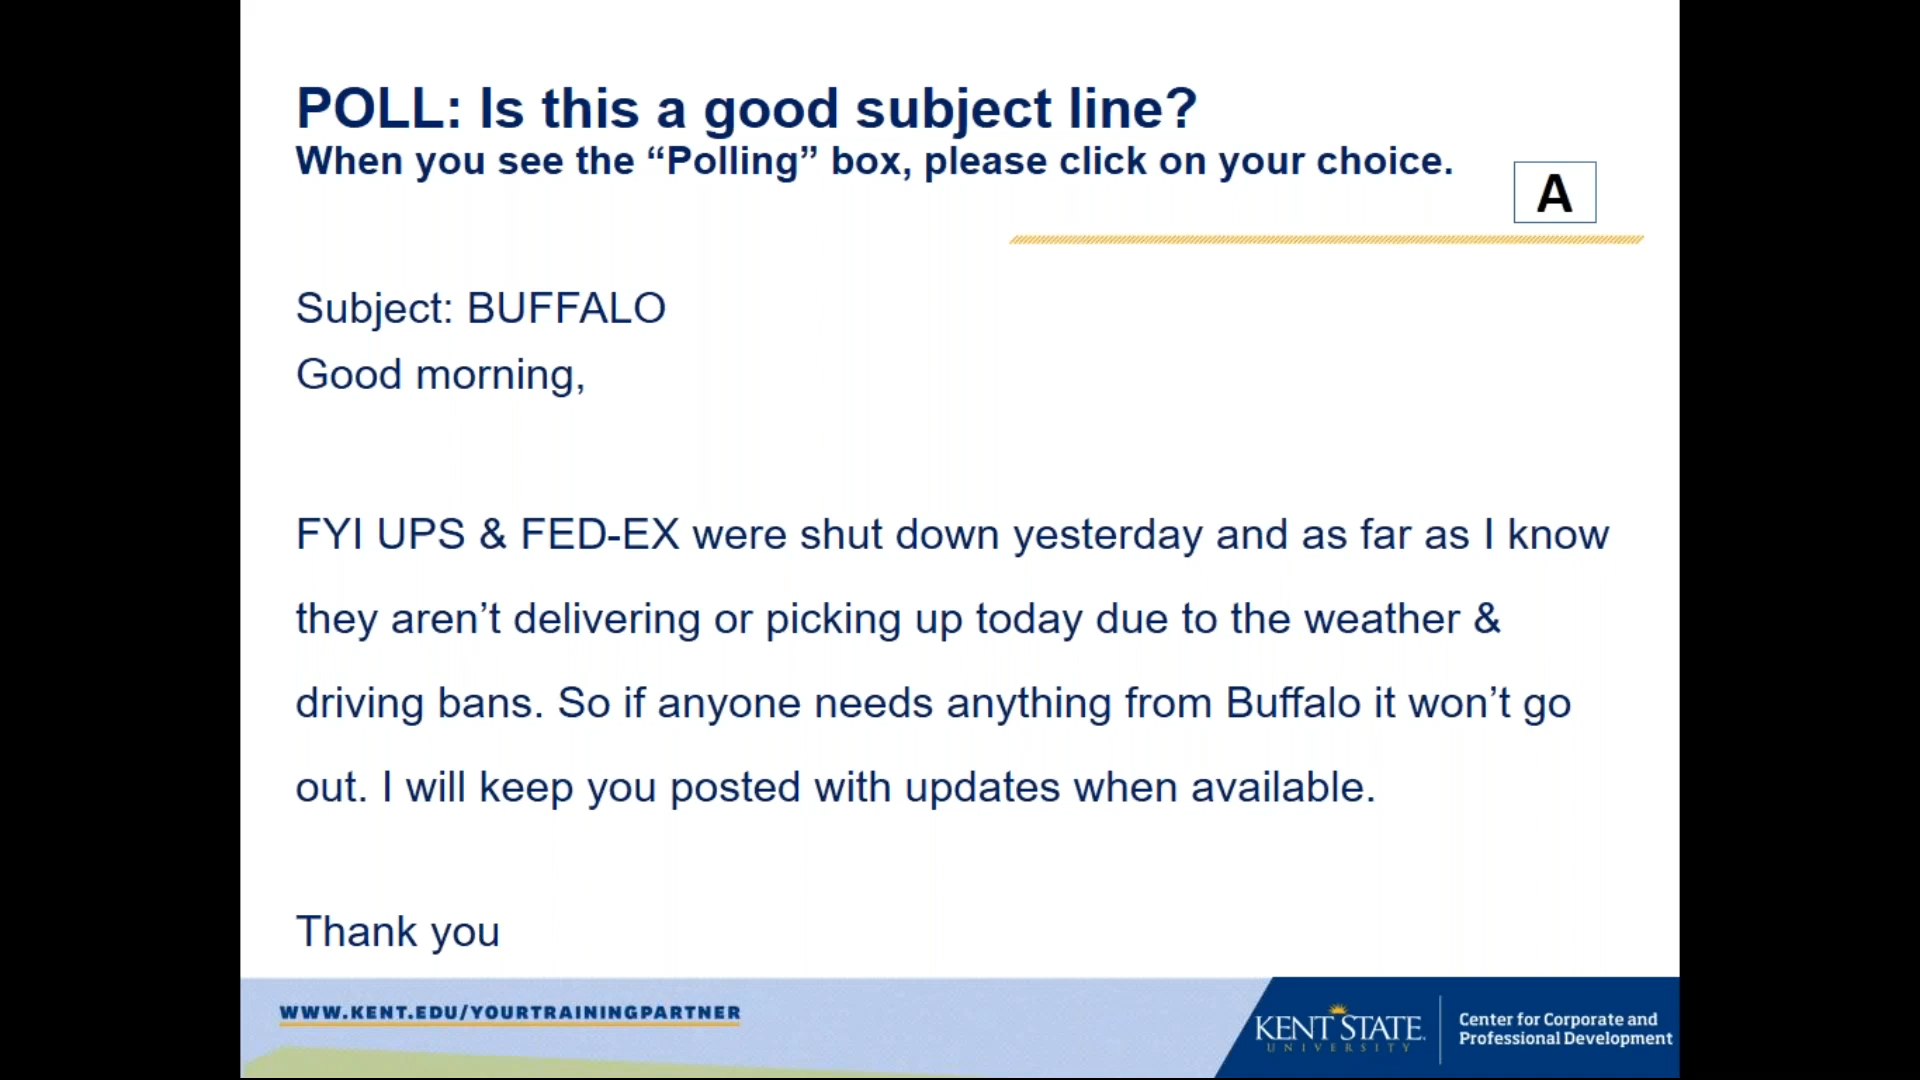 POLL: Is this a good subject line?
When you see the “Polling” box, please click on your choice.
A
Subject: BUFFALO
Good morning,
FYI UPS & FED-EX were shut down yesterday and as far as I know
they aren’t delivering or picking up today due to the weather &
driving bans. So if anyone needs anything from Buffalo it won’t go
out. I will keep you posted with updates when available.
Thank you
WWW.KENT.EDU/YOURTRAININGPARTNER
KENT STATE
UNIVERSITY
Center for Corporate and
Professional Development